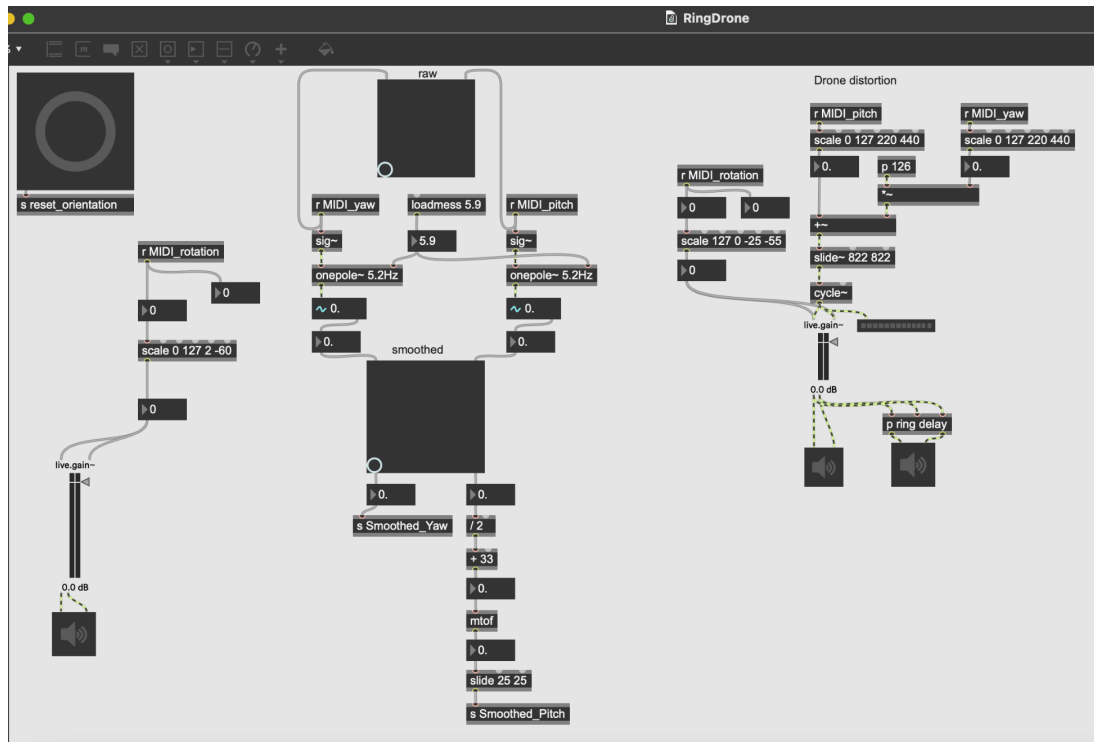 RingDrone
raw
Drone distortion
r MIDI_pitch
r MIDI_yaw
scale 0 127 220 440
scale 0 127 220 440
0.
p 126
0.
r MIDI_rotation
*~
s reset_orientation
r MIDI_yaw
loadmess 5.9
r MIDI_pitch
0
0
+~
sig~
5.9
sig~
scale 127 0 -25 -55
r MIDI_rotation
slide~ 822 822
onepole~ 5.2Hz
onepole~ 5.2Hz
0
0
cycle~
0
0.
0.
live.gain~
0.
0.
scale 0 127 2 -60
smoothed
0.0 dB
0
p ring delay
live.gain~
0.
0.
s Smoothed_Yaw
/ 2
+ 33
0.0 dB
0.
mtof
0.
slide 25 25
s Smoothed_Pitch